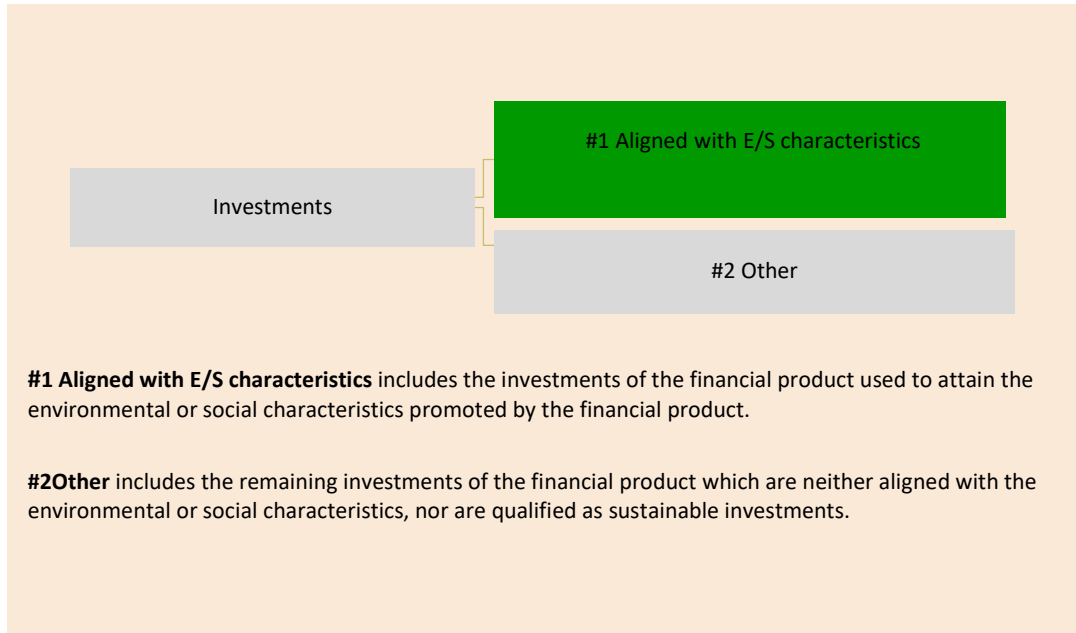 #1 Aligned with E/S characteristics
Investments
#2 Other
#1 Aligned with E/S characteristics includes the investments of the financial product used to attain the
environmental or social characteristics promoted by the financial product.
#2Other includes the remaining investments of the financial product which are neither aligned with the
environmental or social characteristics, nor are qualified as sustainable investments.